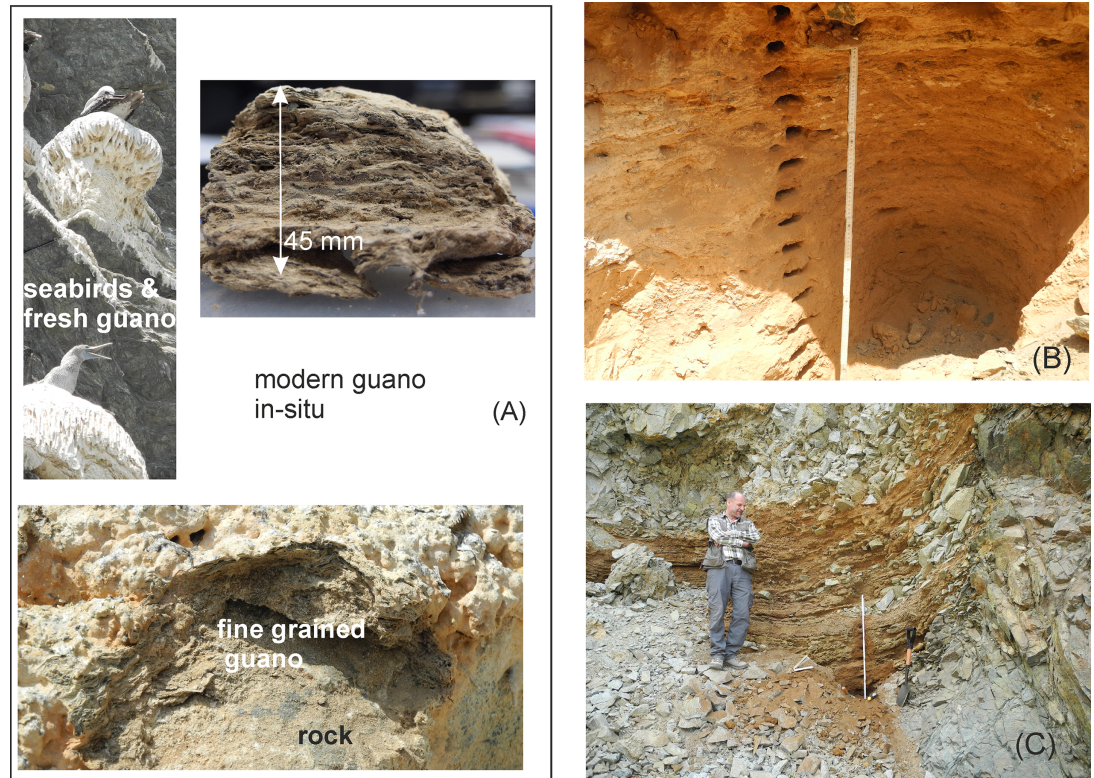 seabirds &
fresh guano
45 mm
modern guano
in-situ
(A)
fine grained
guano
rock
(B)
(C)